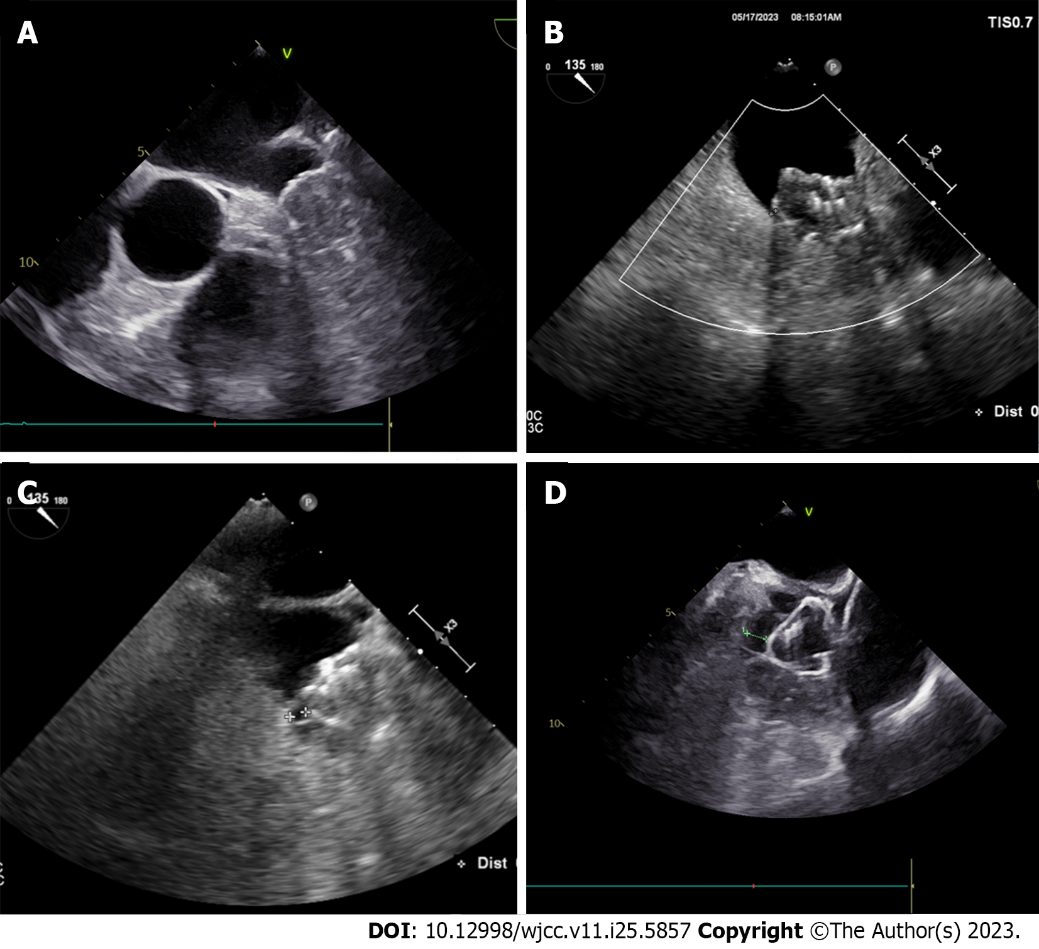 A
V
5
10
B
05/17/2023 08:15:01AM
TIS0.7
0 135 180
P
X3
0C
3C
Dist 0
C
0 135 180
P
X3
Dist
D
V
5
10
DOI: 10.12998/wjcc.v11.i25.5857 Copyright ©The Author(s) 2023.